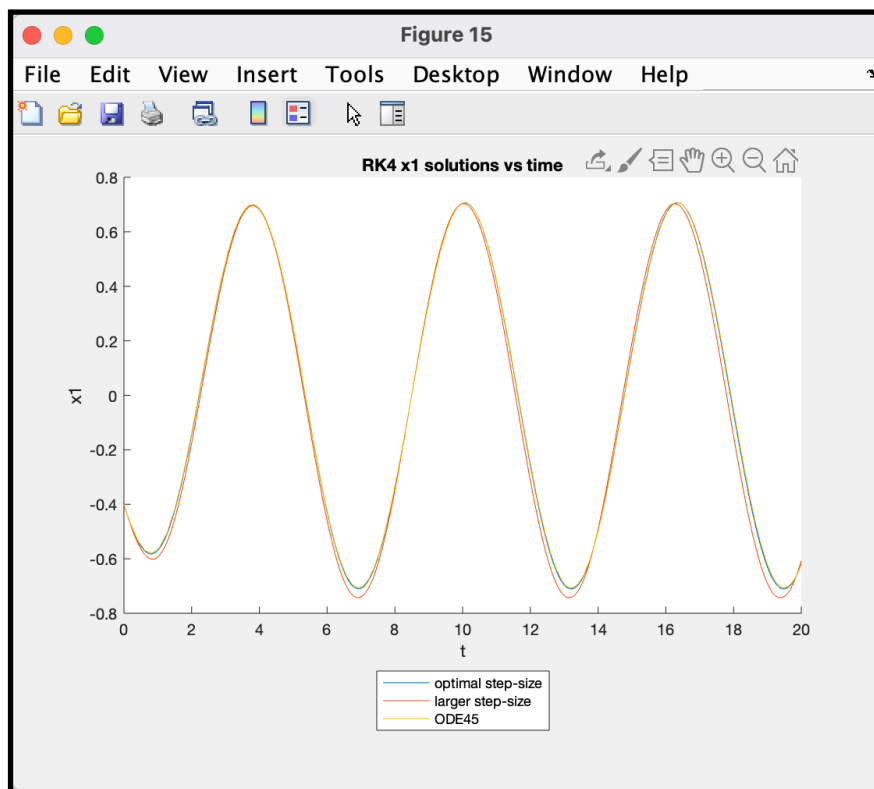 Figure 15
File Edit View Insert Tools Desktop Window Help
RK4 x1 solutions vs time
0.8
0.6
0.4
0.2
0
-0.2
-0.4
-0.6
-0.8
x1
0 2 4 6 8 10 12 14 16 18 20
t
optimal step-size
larger step-size
ODE45